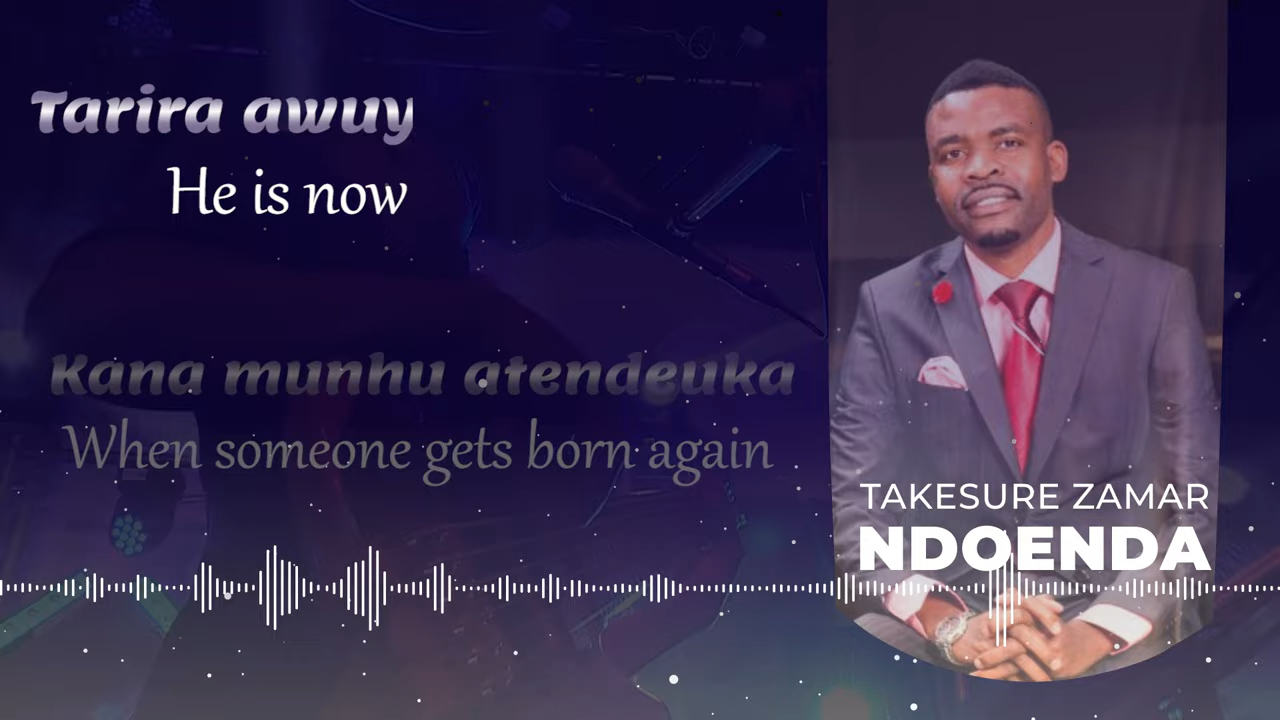 Tarira awuy
He is now
Kana munhu atendeuka
When someone gets born again
TAKESURE ZAMAR
NDOENDA